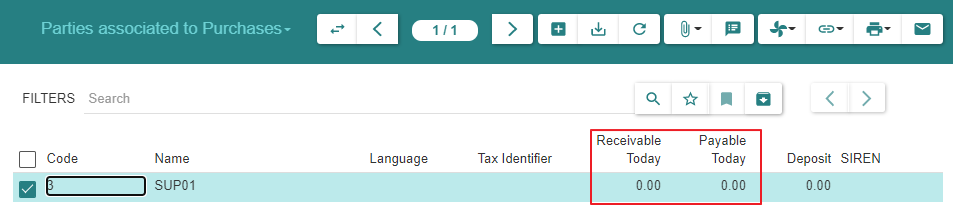 Parties associated to Purchases
1 / 1
FILTERS Search
Code Name Language Tax Identifier Receivable Today Payable Today Deposit SIREN
3 SUP01 0.00 0.00 0.00